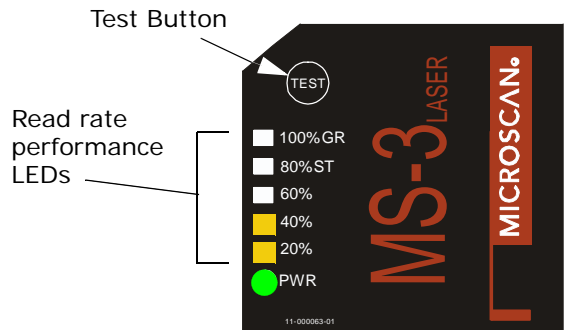 Test Button
TEST
Read rate
performance
LEDs
100%GR
80%ST
60%
40%
20%
PWR
11-000063-01
MS-3
LASER
MICROSCAN